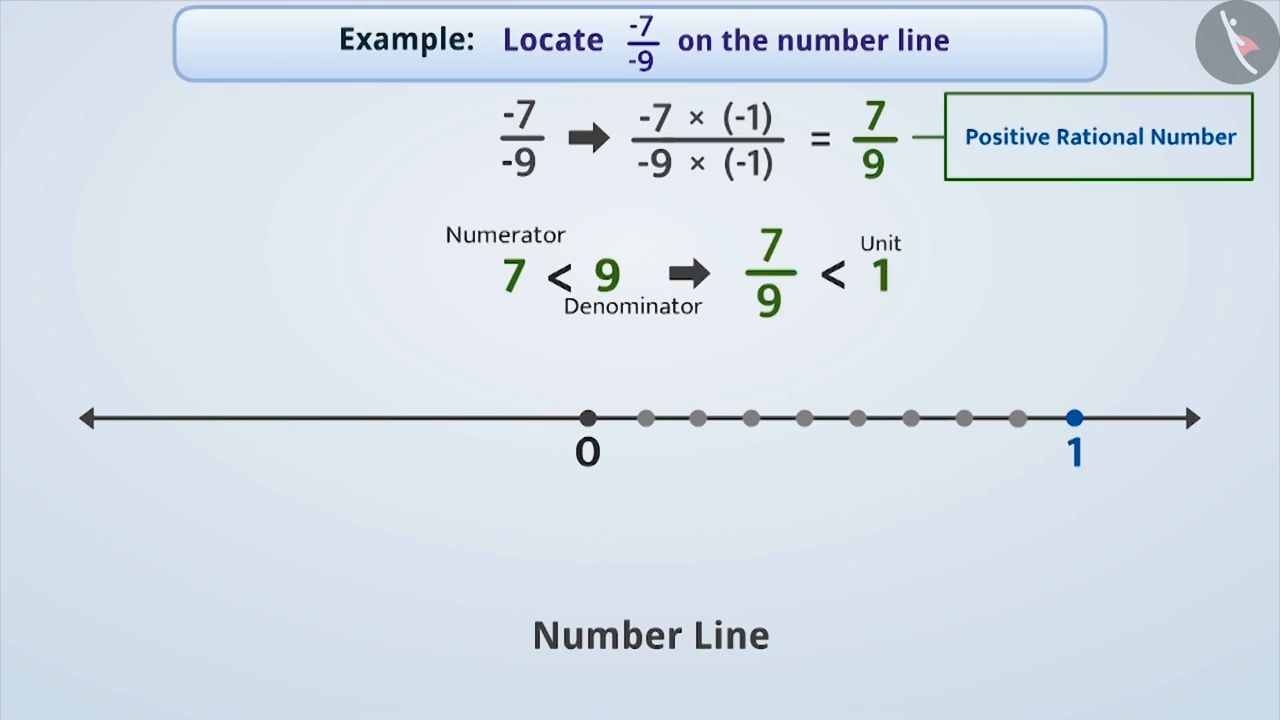 Example: Locate -7/-9 on the number line
-7/-9 ➡ -7 × (-1)/-9 × (-1) = 7/9 Positive Rational Number
Numerator Unit
7 < 9 ➡ 7/9 < 1
Denominator
0 1
Number Line